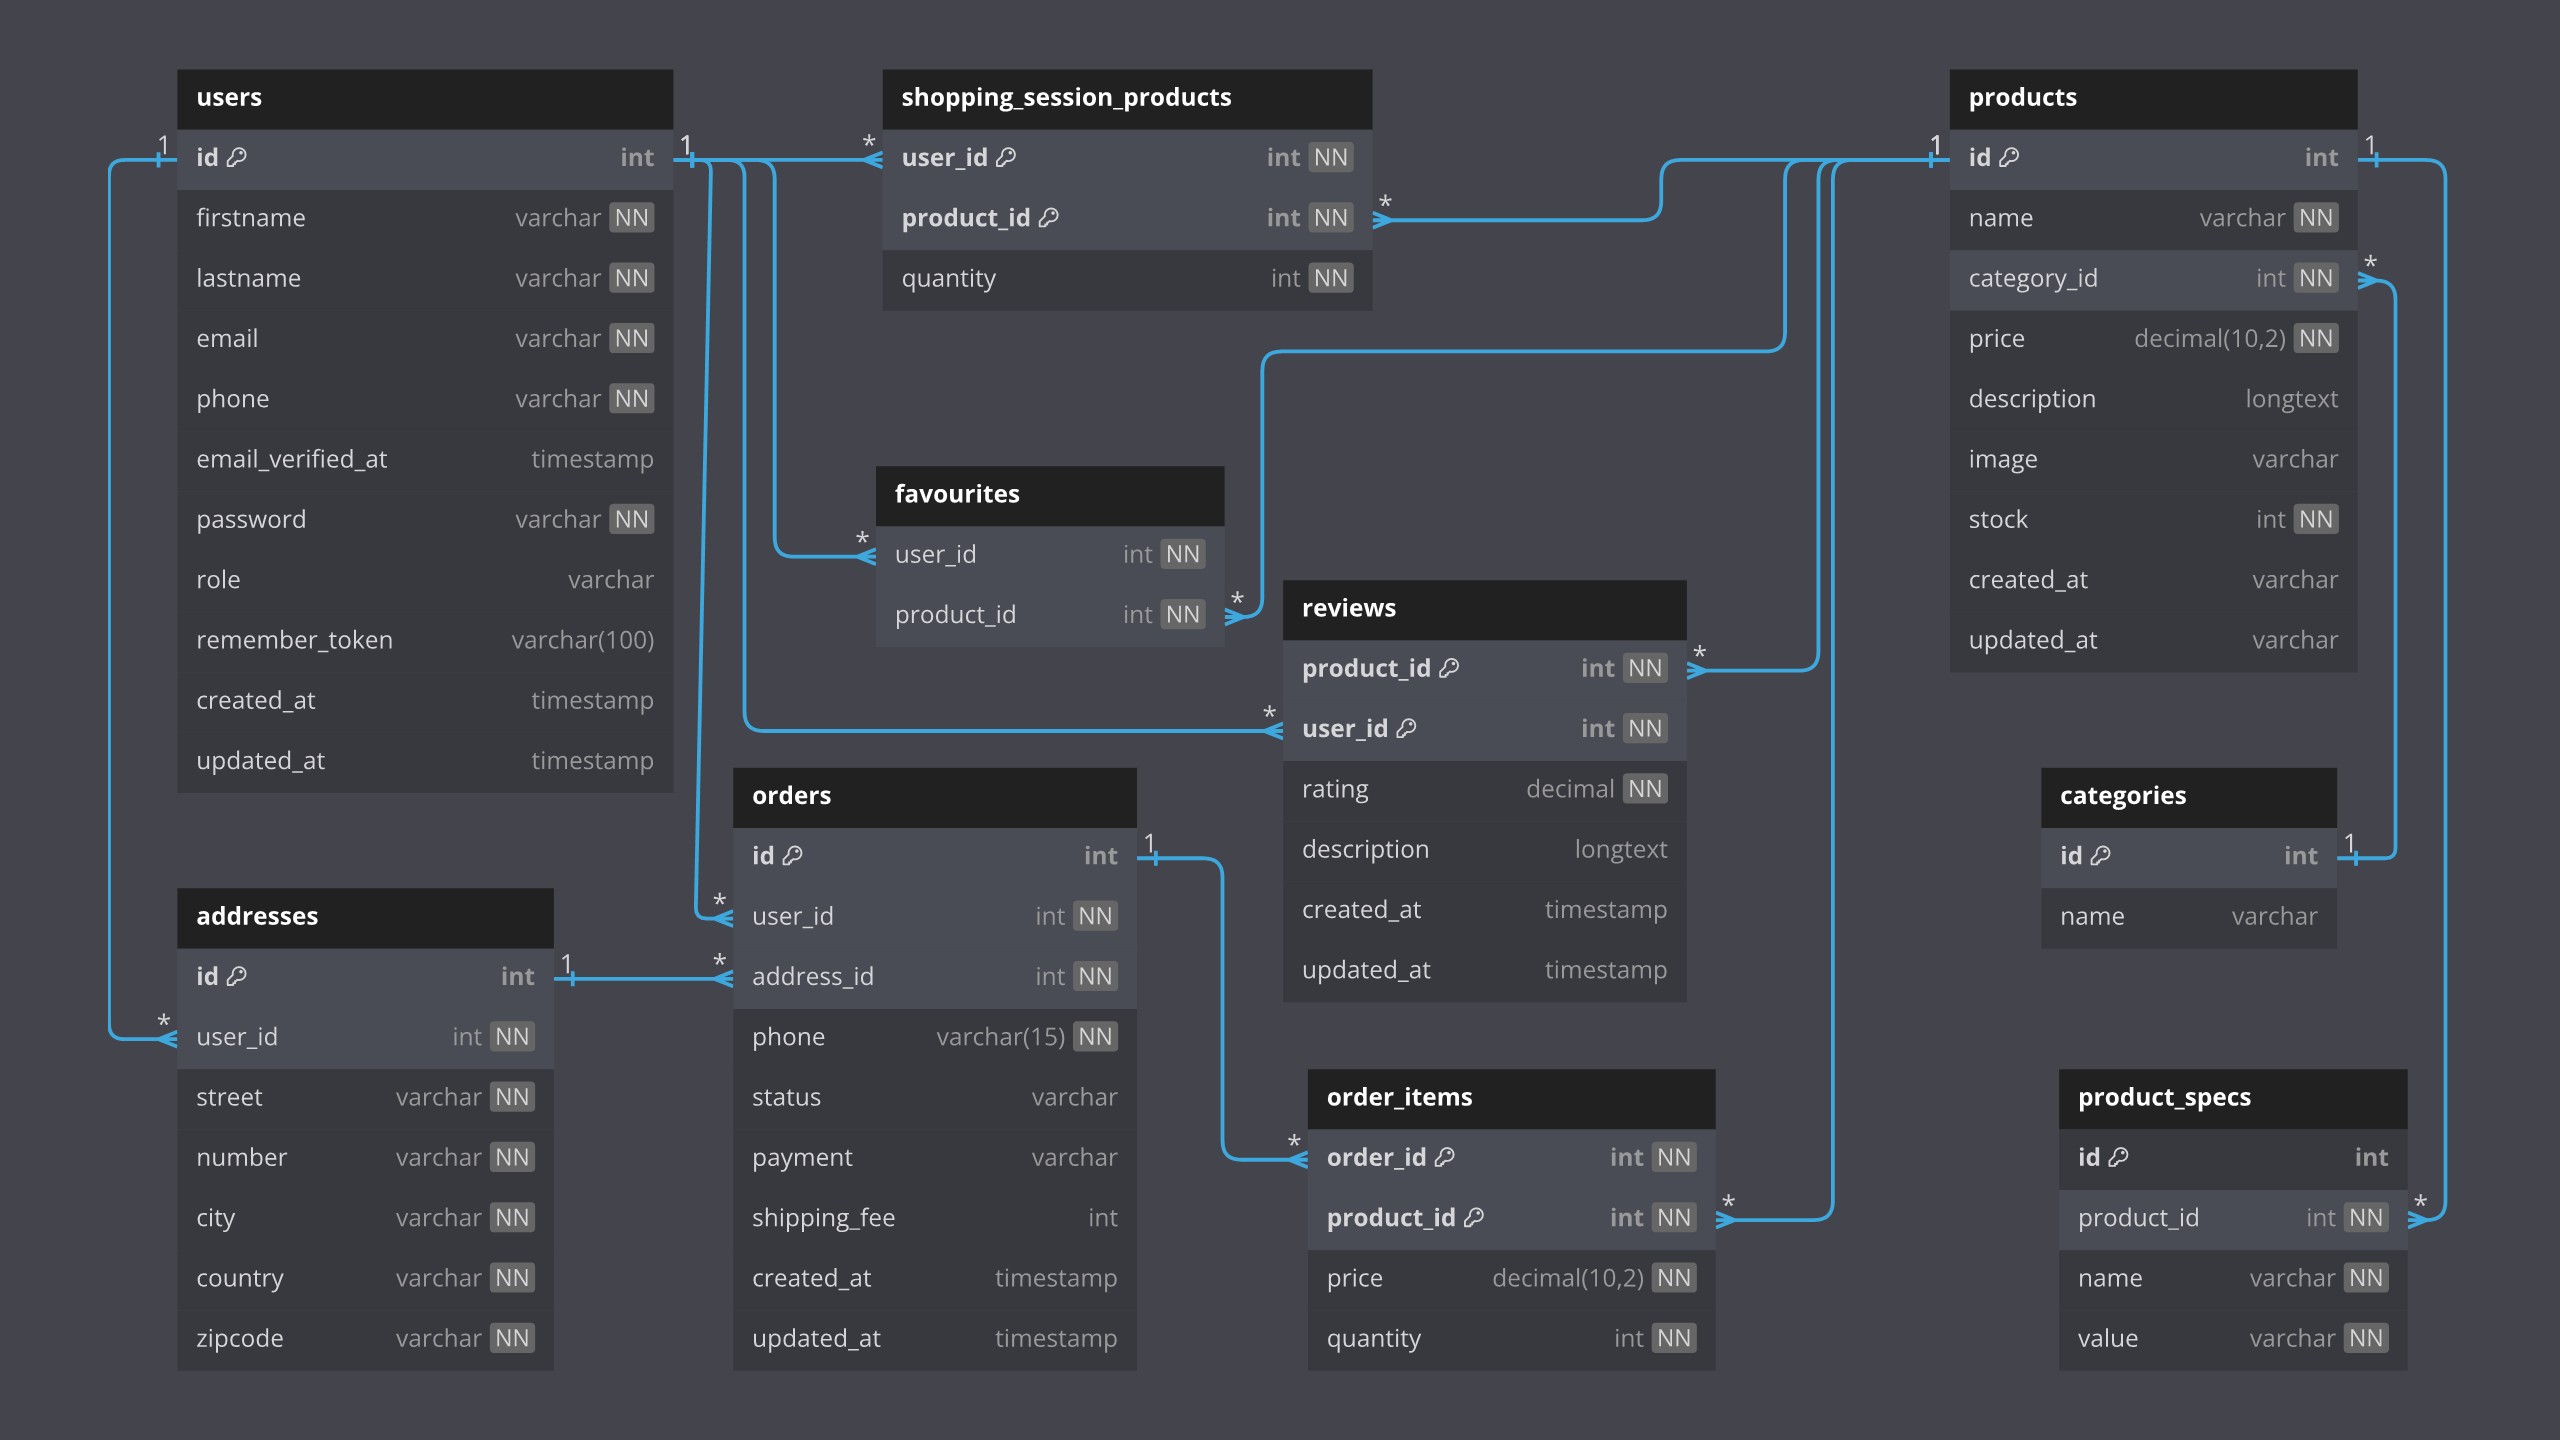 users
1
id int
1
firstname varchar NN
lastname varchar NN
email varchar NN
phone varchar NN
email_verified_at timestamp
password varchar NN
role varchar
remember_token varchar(100)
created_at timestamp
updated_at timestamp
shopping_session_products
*
user_id int NN
product_id int NN
*
quantity int NN
products
1
id int
1
name varchar NN
category_id int NN
*
price decimal(10,2) NN
description longtext
image varchar
stock int NN
created_at varchar
updated_at varchar
favourites
*
user_id int NN
product_id int NN
*
reviews
product_id int NN
*
*
user_id int NN
rating decimal NN
description longtext
created_at timestamp
updated_at timestamp
orders
id int
1
*
user_id int NN
*
address_id int NN
phone varchar(15) NN
status varchar
payment varchar
shipping_fee int
created_at timestamp
updated_at timestamp
categories
id int
1
name varchar
addresses
id int
1
*
user_id int NN
street varchar NN
number varchar NN
city varchar NN
country varchar NN
zipcode varchar NN
order_items
*
order_id int NN
product_id int NN
*
price decimal(10,2) NN
quantity int NN
product_specs
id int
product_id int NN
*
name varchar NN
value varchar NN